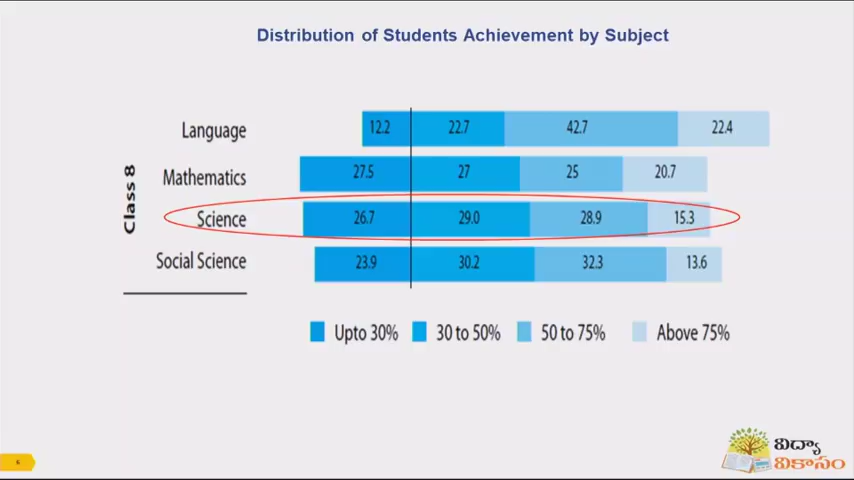 Distribution of Students Achievement by Subject
Class 8
Language 12.2 22.7 42.7 22.4
Mathematics 27.5 27 25 20.7
Science 26.7 29.0 28.9 15.3
Social Science 23.9 30.2 32.3 13.6
Upto 30% 30 to 50% 50 to 75% Above 75%
6
విద్యా
వికాసం